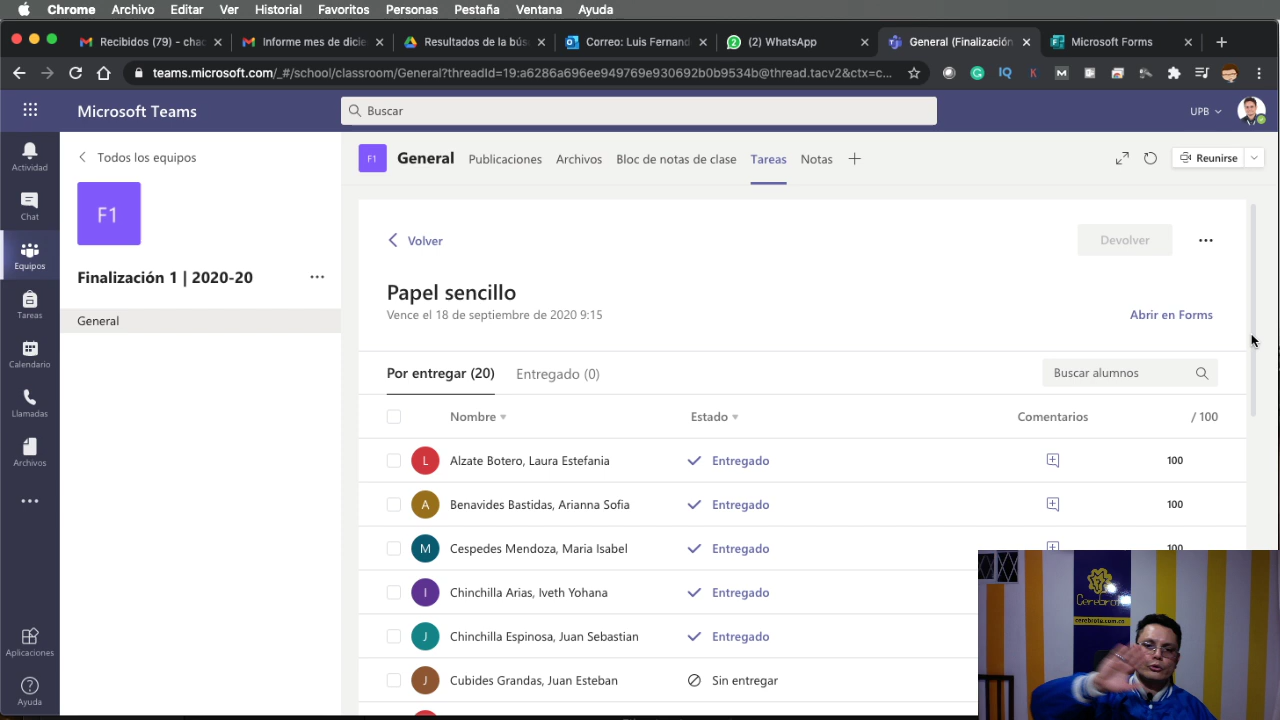 Chrome Archivo Editar Ver Historial Favoritos Personas Pestaña Ventana Ayuda
Recibidos (79) – cha
Informe mes de dicie
Resultados de la bús
Correo: Luis Fernand
(2) WhatsApp
General (Finalización
Microsoft Forms
teams.microsoft.com/_#/school/classroom/General?threadId=19:a6286a696ee949769e930692b0b9534b@thread.tacv2&ctx=c...
Microsoft Teams
Buscar
UPB
Actividad
Chat
Equipos
Tareas
Calendario
Llamadas
Archivos
Aplicaciones
Ayuda
Todos los equipos
F1
Finalización 1 | 2020-20
General
F1 General Publicaciones Archivos Bloc de notas de clase Tareas Notas
Reunirse
Volver
Devolver
Papel sencillo
Vence el 18 de septiembre de 2020 9:15
Abrir en Forms
Por entregar (20) Entregado (0)
Buscar alumnos
Nombre Estado Comentarios / 100
L Alzate Botero, Laura Estefania Entregado 100
A Benavides Bastidas, Arianna Sofia Entregado 100
M Cespedes Mendoza, Maria Isabel Entregado 100
I Chinchilla Arias, Iveth Yohana Entregado
J Chinchilla Espinosa, Juan Sebastian Entregado
J Cubides Grandas, Juan Esteban Sin entregar
Cerebrote